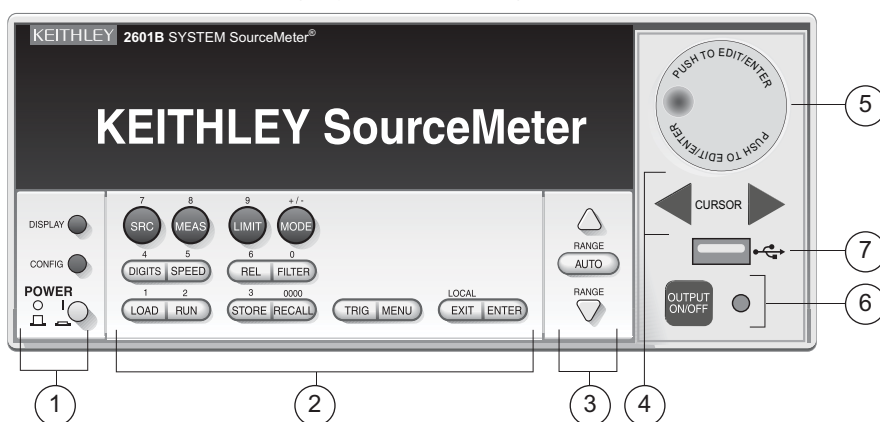 KEITHLEY 2601B SYSTEM SourceMeter®
KEITHLEY SourceMeter
PUSH TO EDIT/ENTER
PUSH TO EDIT/ENTER
5
CURSOR
7
OUTPUT
ON/OFF
6
DISPLAY
CONFIG
POWER
O I
7 8 9 +/-
SRC MEAS LIMIT MODE
4 5 6 0
DIGITS SPEED REL FILTER
1 2 3 0000
LOAD RUN STORE RECALL TRIG MENU
LOCAL
EXIT ENTER
RANGE
AUTO
RANGE
1 2 3 4